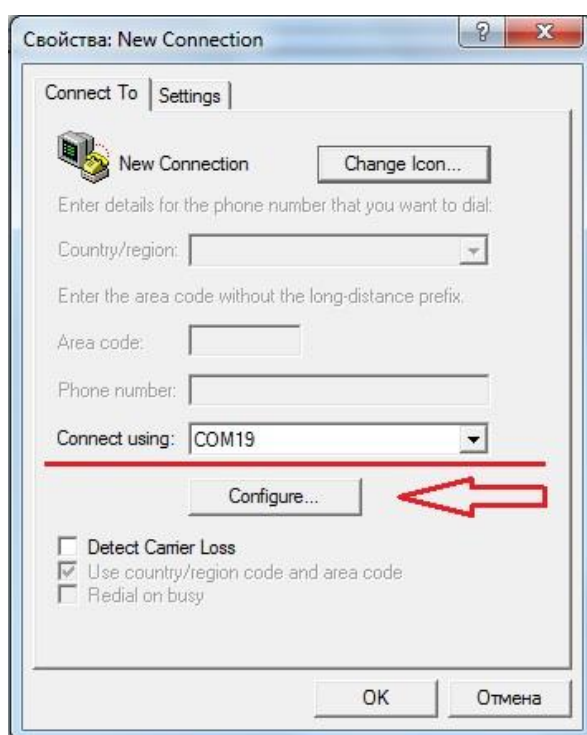 Свойства: New Connection
Connect To Settings
New Connection Change Icon...
Enter details for the phone number that you want to dial:
Country/region:
Enter the area code without the long-distance prefix.
Area code:
Phone number:
Connect using: COM19
Configure...
Detect Carrier Loss
Use country/region code and area code
Redial on busy
OK Отмена